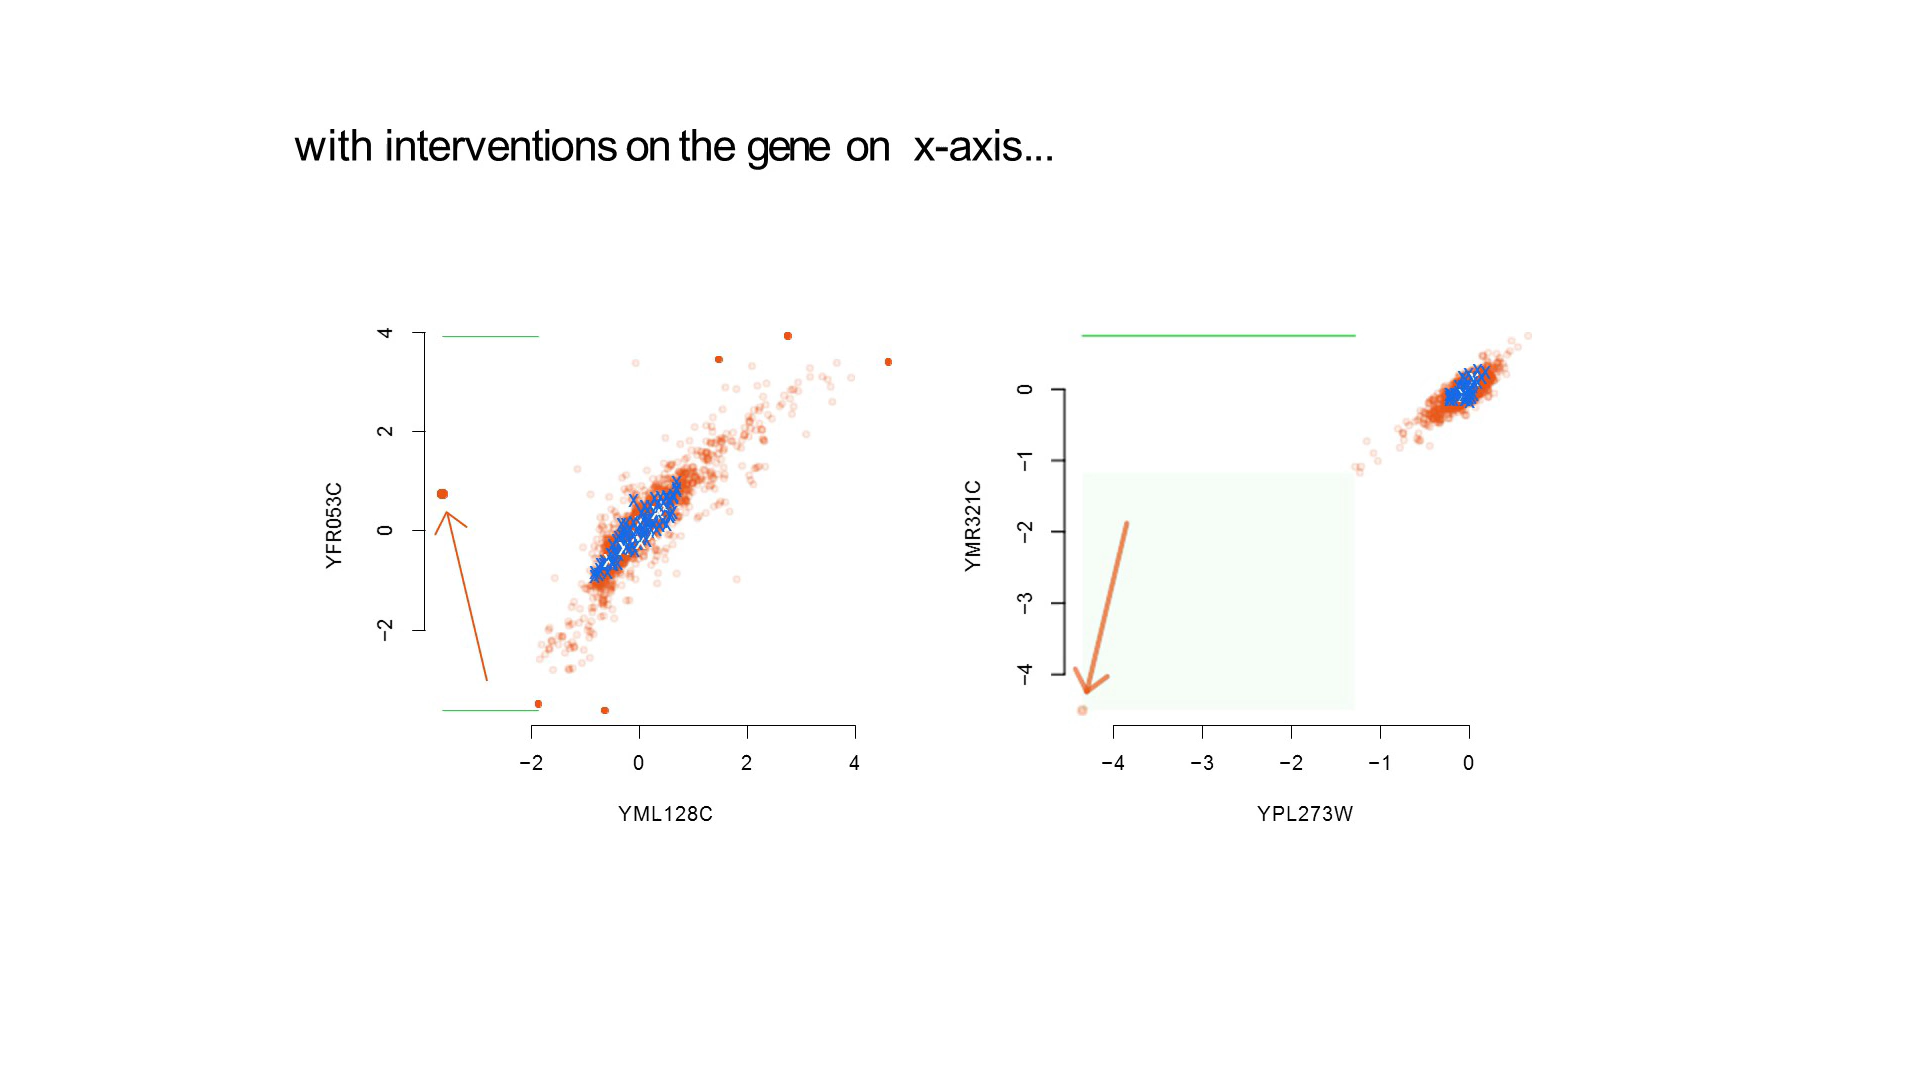 with interventions on the gene on x-axis...
4
2
0
−2
YFR053C
−2 0 2 4
YML128C
0
−1
−2
−3
−4
YMR321C
−4 −3 −2 −1 0
YPL273W